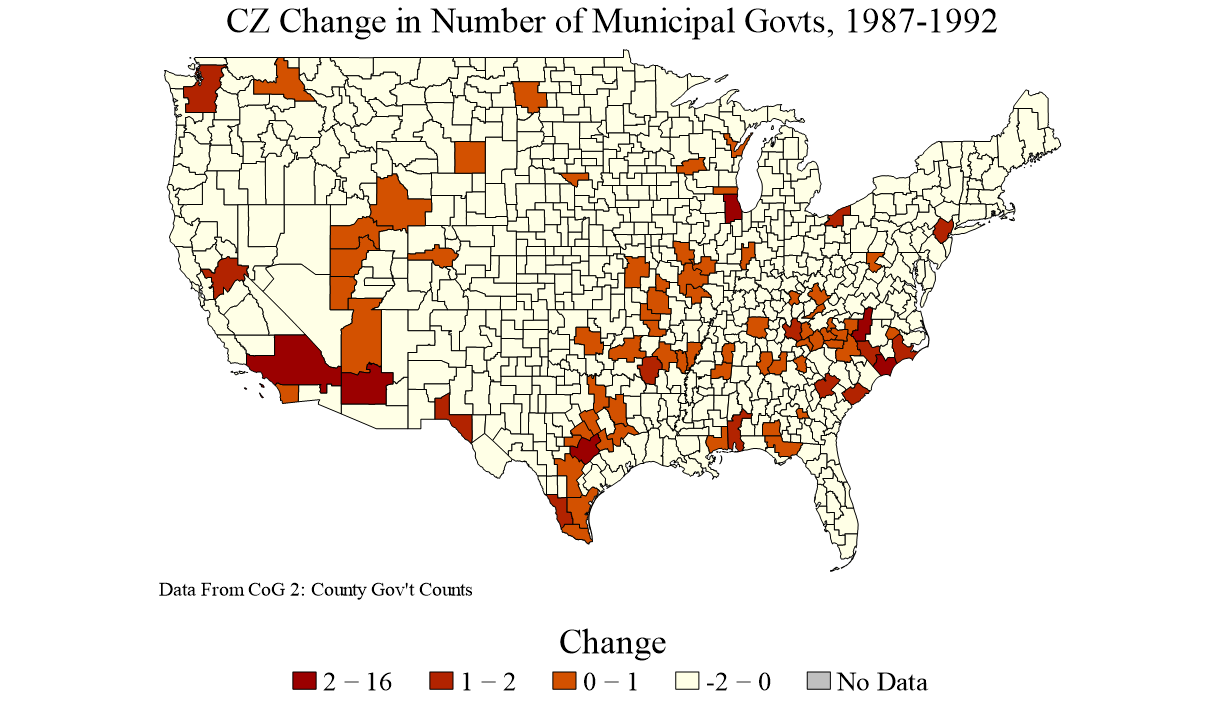 CZ Change in Number of Municipal Govts, 1987-1992
Data From CoG 2: County Gov't Counts
Change
2 − 16
1 − 2
0 − 1
-2 − 0
No Data